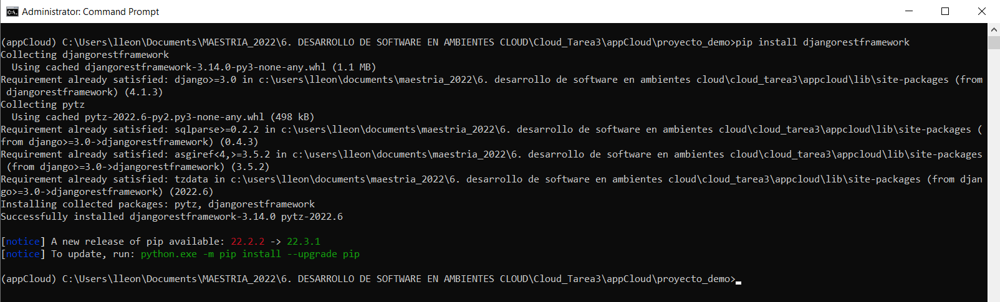 Administrator: Command Prompt
(appCloud) C:\Users\lleon\Documents\MAESTRIA_2022\6. DESARROLLO DE SOFTWARE EN AMBIENTES CLOUD\Cloud_Tarea3\appCloud\proyecto_demo>pip install djangorestframework
Collecting djangorestframework
  Using cached djangorestframework-3.14.0-py3-none-any.whl (1.1 MB)
Requirement already satisfied: django>=3.0 in c:\users\lleon\documents\maestria_2022\6. desarrollo de software en ambientes cloud\cloud_tarea3\appcloud\lib\site-packages (from
 djangorestframework) (4.1.3)
Collecting pytz
  Using cached pytz-2022.6-py2.py3-none-any.whl (498 kB)
Requirement already satisfied: sqlparse>=0.2.2 in c:\users\lleon\documents\maestria_2022\6. desarrollo de software en ambientes cloud\cloud_tarea3\appcloud\lib\site-packages (
from django>=3.0->djangorestframework) (0.4.3)
Requirement already satisfied: asgiref<4,>=3.5.2 in c:\users\lleon\documents\maestria_2022\6. desarrollo de software en ambientes cloud\cloud_tarea3\appcloud\lib\site-packages
 (from django>=3.0->djangorestframework) (3.5.2)
Requirement already satisfied: tzdata in c:\users\lleon\documents\maestria_2022\6. desarrollo de software en ambientes cloud\cloud_tarea3\appcloud\lib\site-packages (from djan
go>=3.0->djangorestframework) (2022.6)
Installing collected packages: pytz, djangorestframework
Successfully installed djangorestframework-3.14.0 pytz-2022.6
[notice] A new release of pip available: 22.2.2 -> 22.3.1
[notice] To update, run: python.exe -m pip install --upgrade pip
(appCloud) C:\Users\lleon\Documents\MAESTRIA_2022\6. DESARROLLO DE SOFTWARE EN AMBIENTES CLOUD\Cloud_Tarea3\appCloud\proyecto_demo>